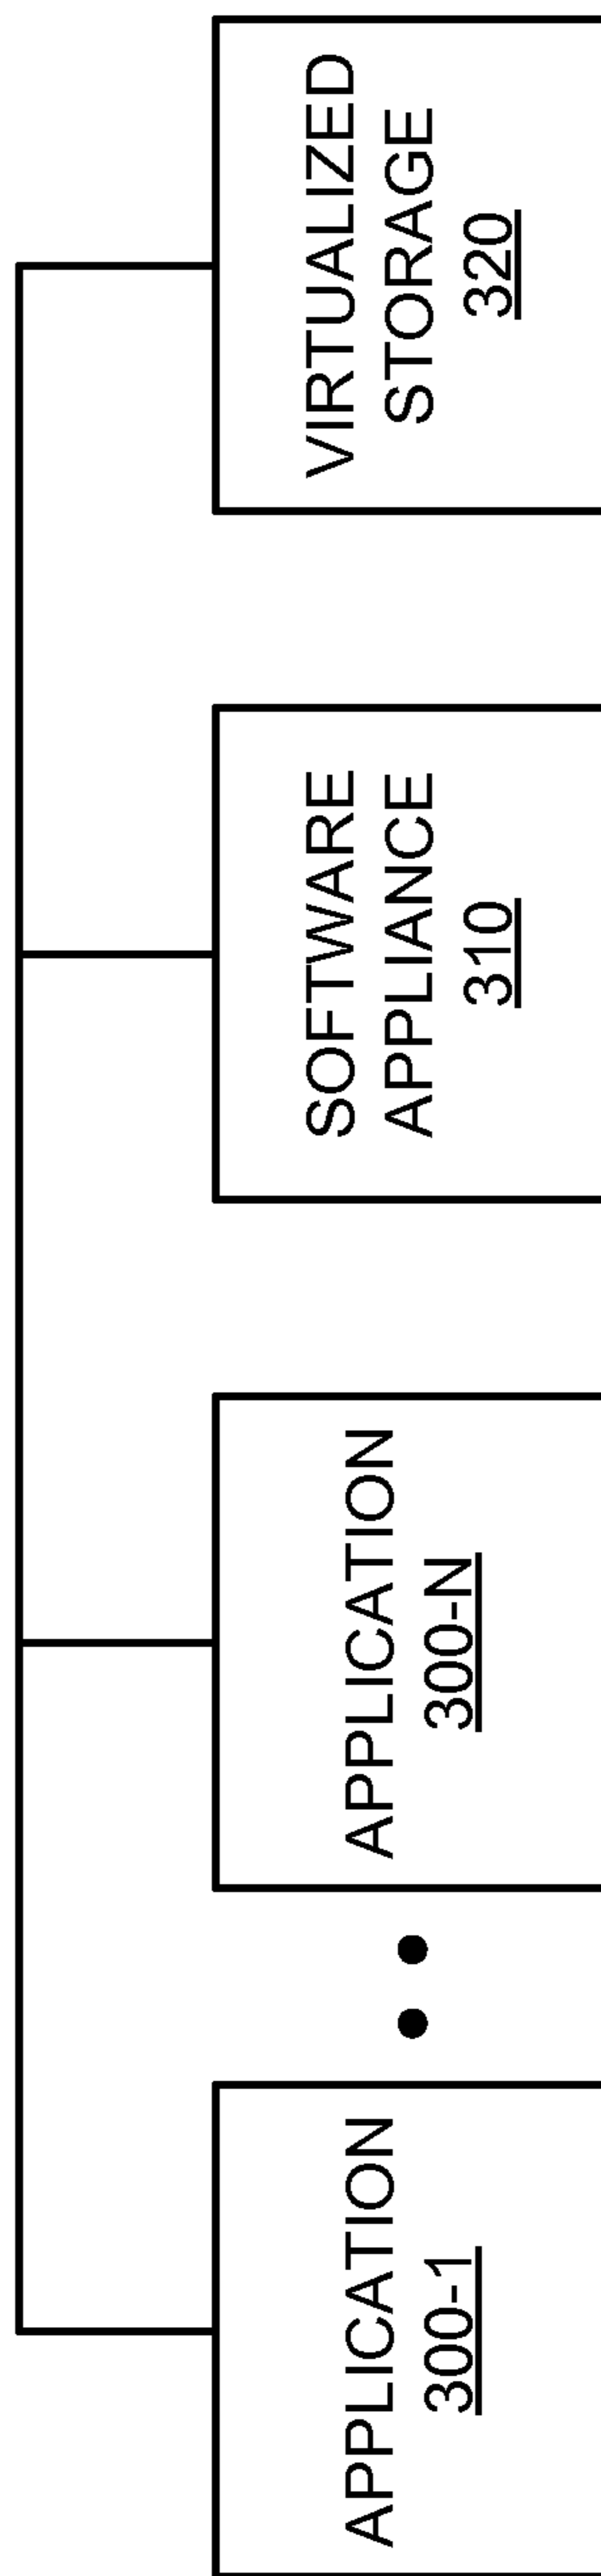 APPLICATION
300-1
APPLICATION
300-N
SOFTWARE
APPLIANCE
310
VIRTUALIZED
STORAGE
320